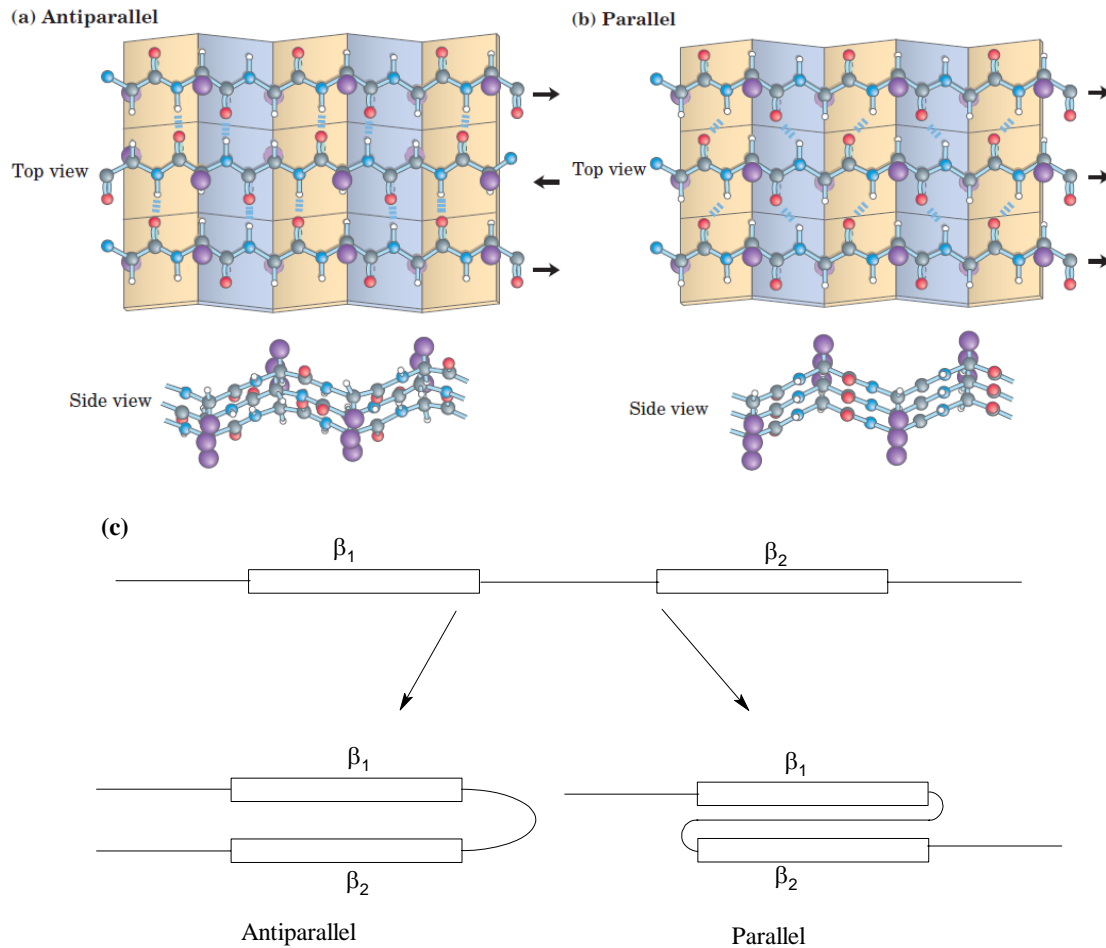 (a) Antiparallel
(b) Parallel
Top view
Top view
Side view
Side view
(c)
β1
β2
β1
β2
Antiparallel
β1
β2
Parallel